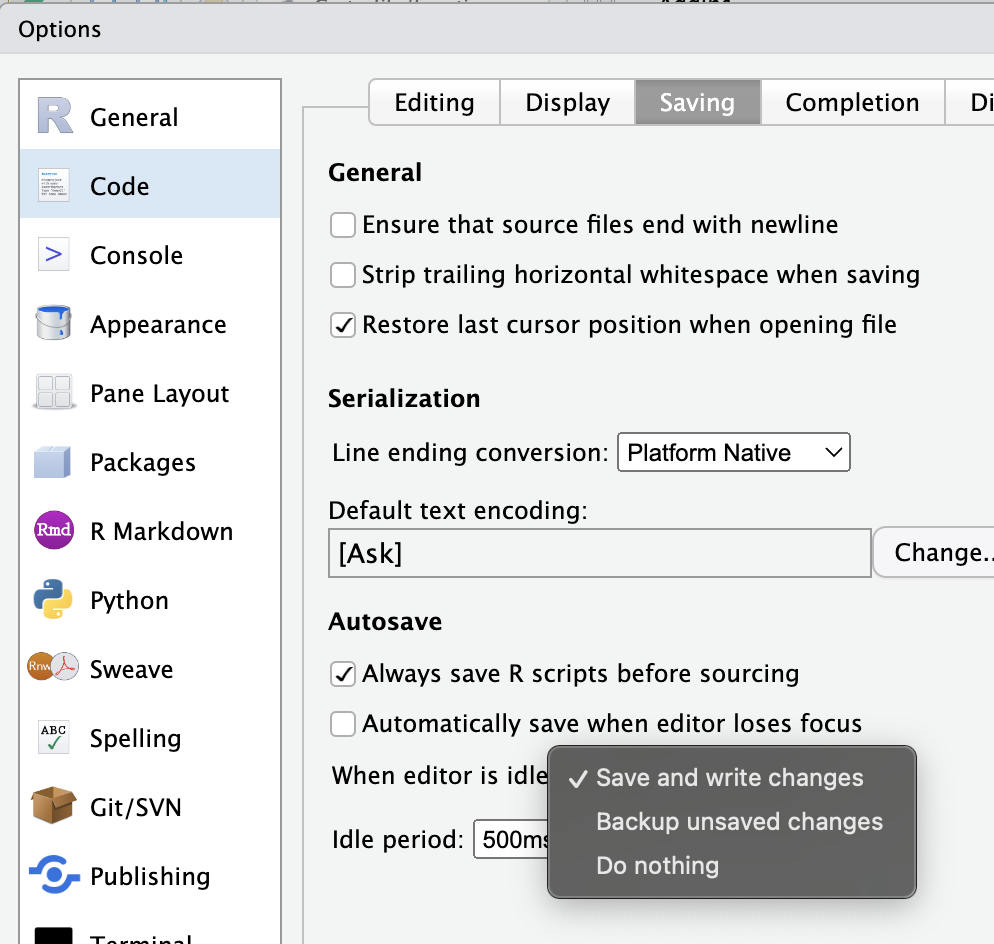 Options
General
Code
Console
Appearance
Pane Layout
Packages
Rmd R Markdown
Python
Rnw Sweave
ABC Spelling
Git/SVN
Publishing
Terminal
Editing Display Saving Completion
General
Ensure that source files end with newline
Strip trailing horizontal whitespace when saving
Restore last cursor position when opening file
Serialization
Line ending conversion: Platform Native
Default text encoding:
[Ask] Change..
Autosave
Always save R scripts before sourcing
Automatically save when editor loses focus
When editor is idle
Save and write changes
Backup unsaved changes
Do nothing
Idle period: 500ms